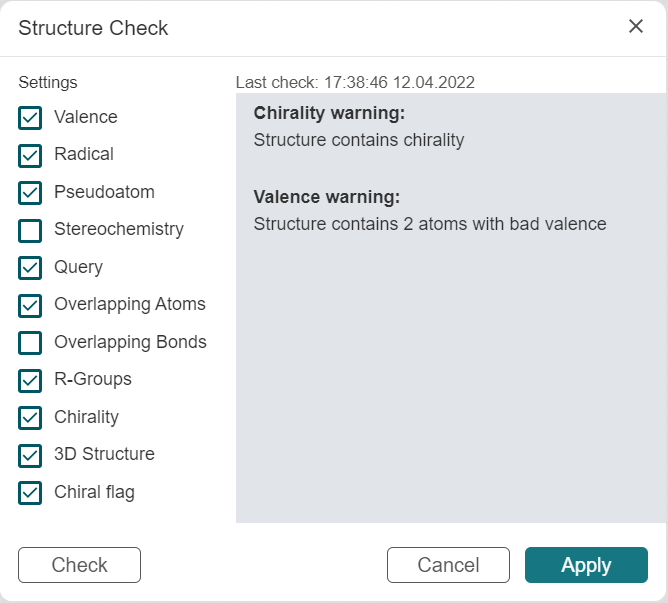 Structure Check
Settings
Last check: 17:38:46 12.04.2022
Valence
Radical
Pseudoatom
Stereochemistry
Query
Overlapping Atoms
Overlapping Bonds
R-Groups
Chirality
3D Structure
Chiral flag
Chirality warning:
Structure contains chirality
Valence warning:
Structure contains 2 atoms with bad valence
Check
Cancel
Apply